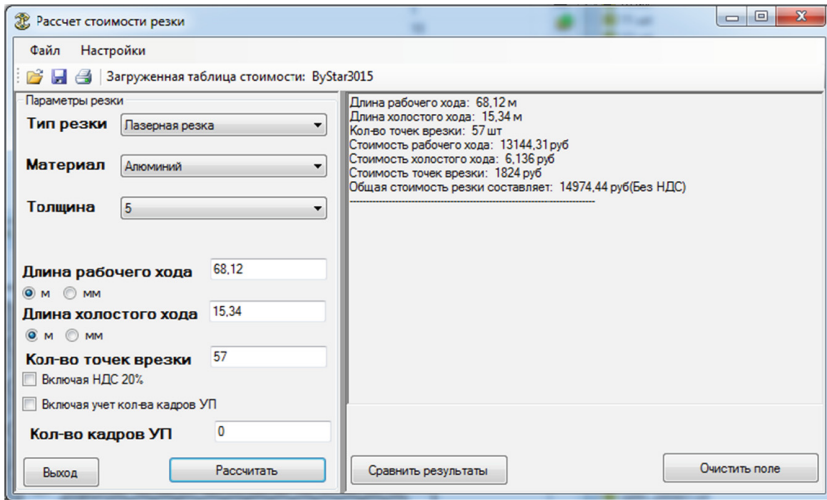 Рассчет стоимости резки
Файл Настройки
Загруженная таблица стоимости: ByStar3015
Параметры резки
Тип резки Лазерная резка
Материал Алюминий
Толщина 5
Длина рабочего хода 68,12
м мм
Длина холостого хода 15,34
м мм
Кол-во точек врезки 57
Включая НДС 20%
Включая учет кол-ва кадров УП
Кол-во кадров УП 0
Выход Рассчитать
Длина рабочего хода: 68,12 м
Длина холостого хода: 15,34 м
Кол-во точек врезки: 57 шт
Стоимость рабочего хода: 13144,31 руб
Стоимость холостого хода: 6,136 руб
Стоимость точек врезки: 1824 руб
Общая стоимость резки составляет: 14974,44 руб(Без НДС)
Сравнить результаты Очистить поле